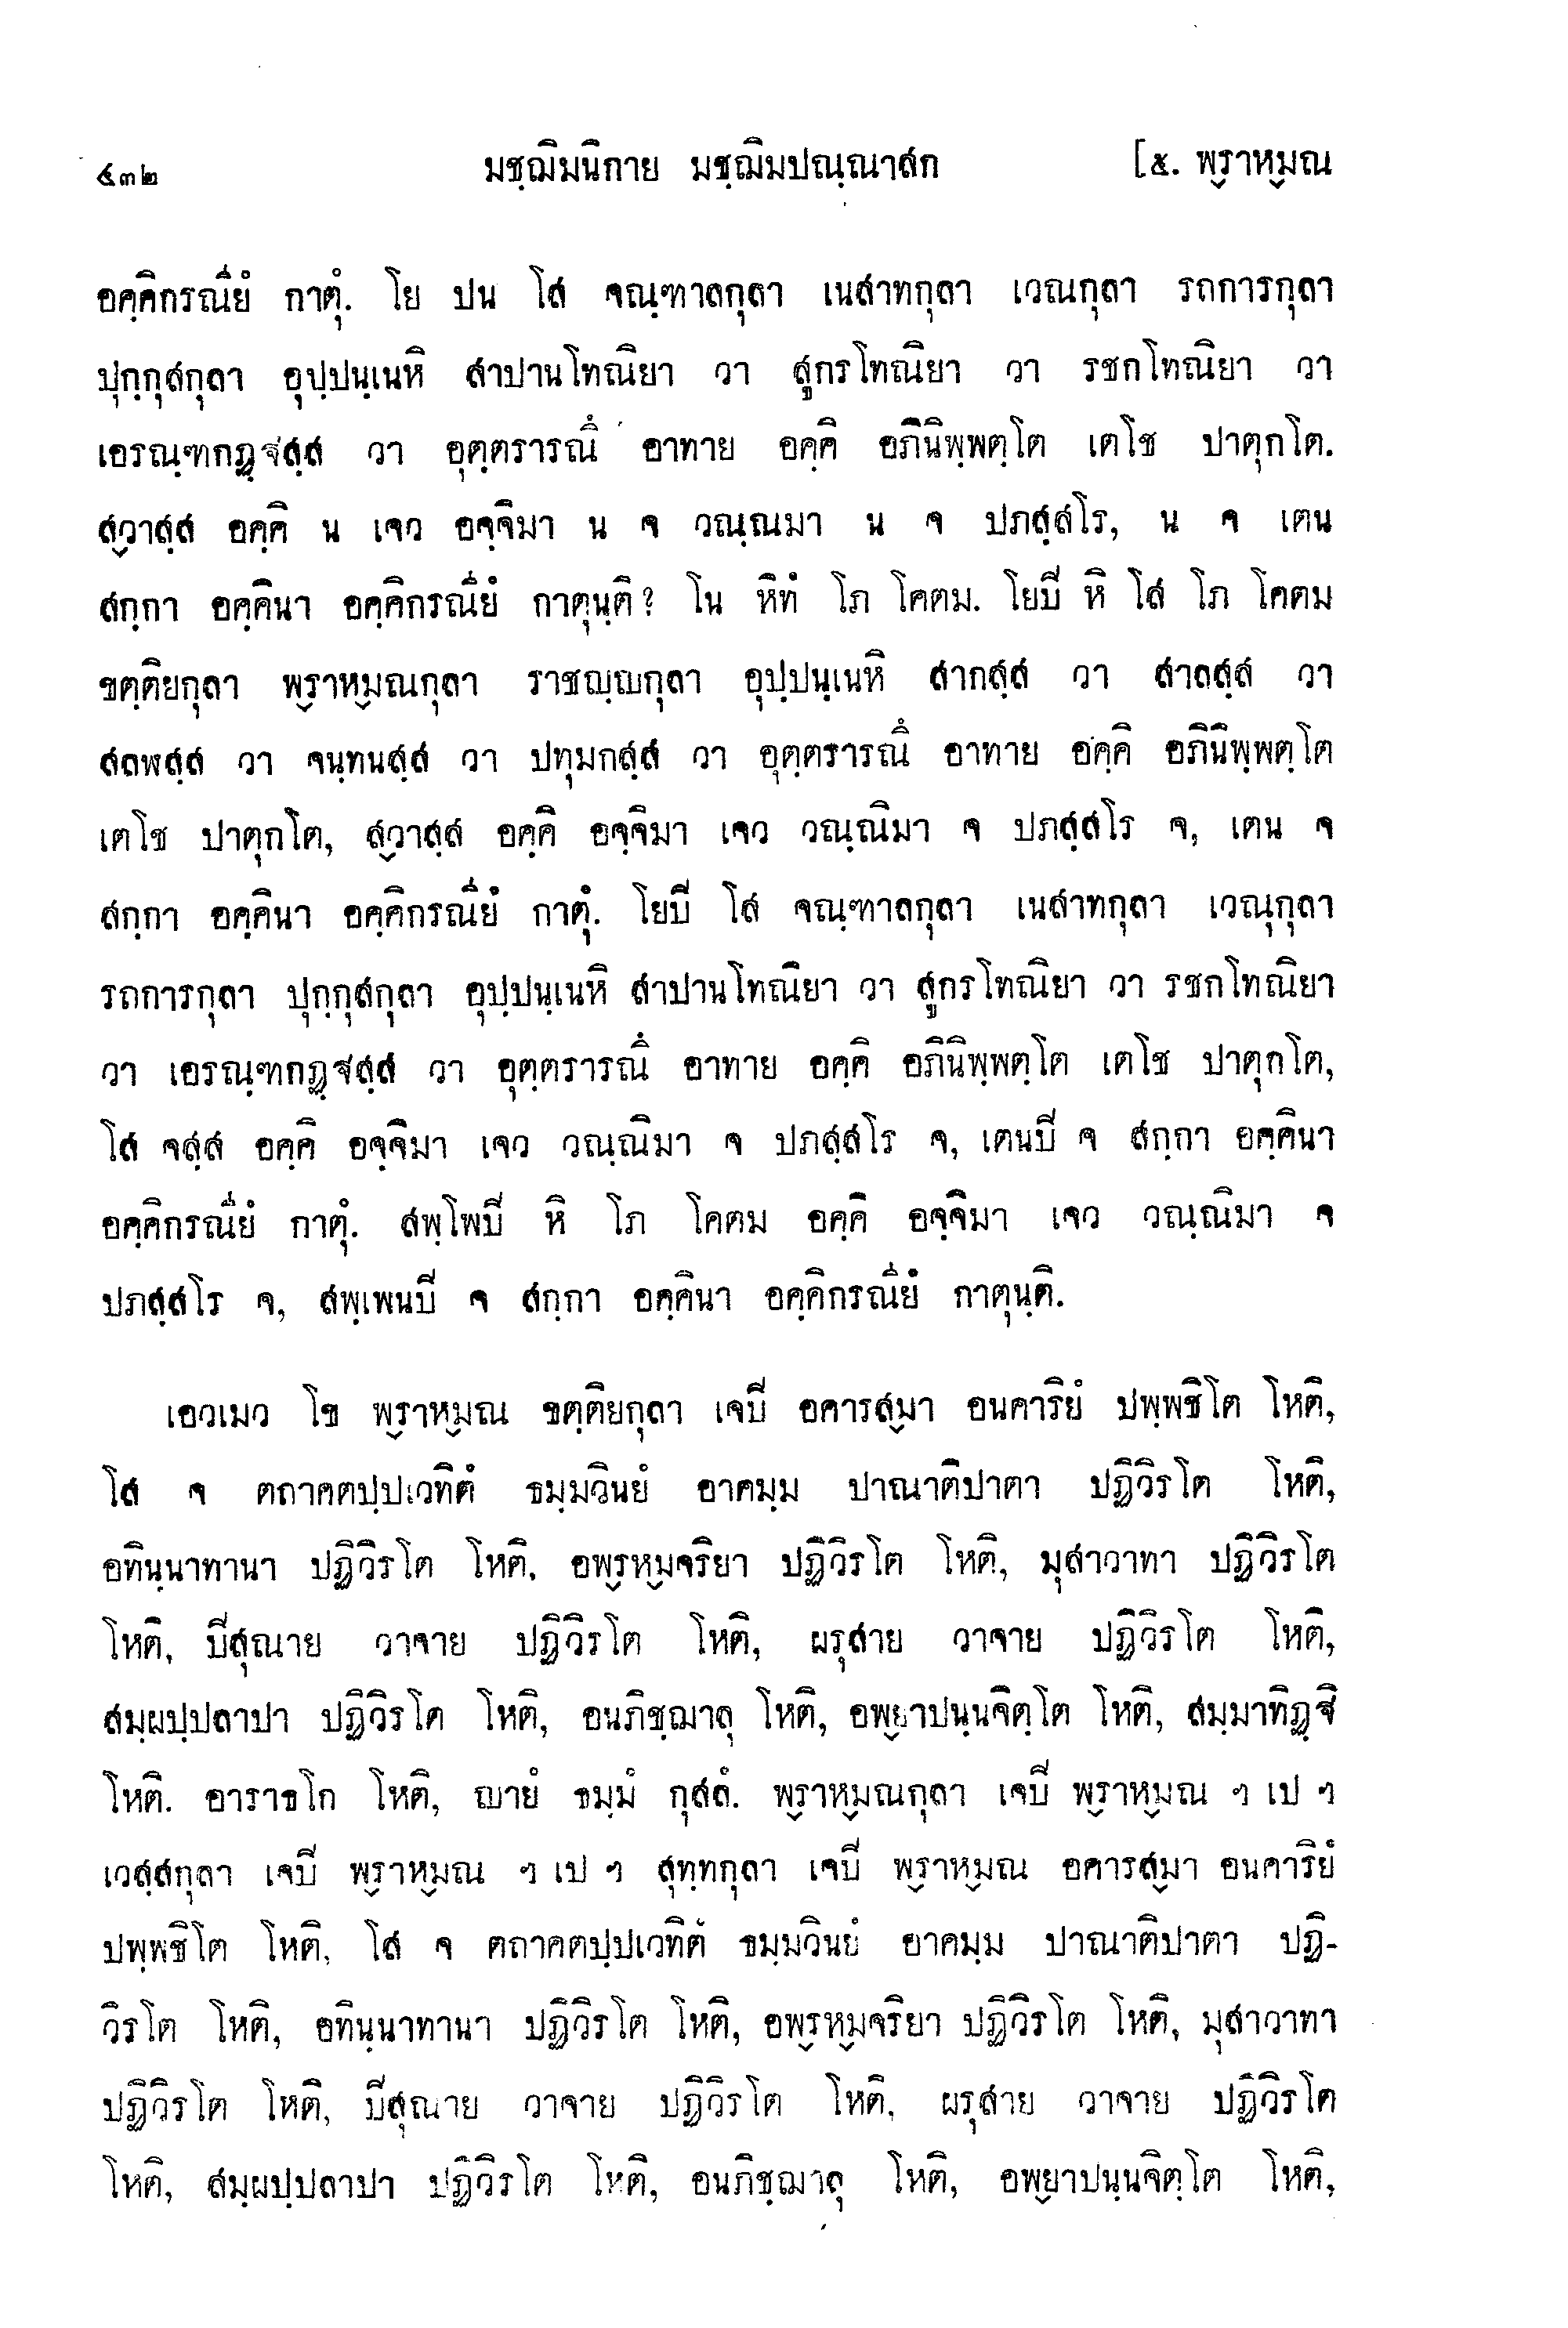 ๔๓๒ มชฺฌิมนิกาย มชฺฌิมปณฺณาสก [๕. พฺราหฺมณ
อคฺคิกรณียํ กาตุํ. โย ปน โส จณฺฑาลกุลา เนสาทกุลา เวณกุลา รถการกุลา
ปุกฺกุสกุลา อุปฺปนฺเนหิ สาปานโทณิยา วา สูกรโทณิยา วา รชกโทณิยา วา
เอรณฺฑกฏฺฐสฺส วา อุตฺตรารณึ อาทาย อคฺคิ อภินิพฺพตฺโต เตโช ปาตุกโต.
สฺวาสฺส อคฺคิ น เจว อจฺจิมา น จ วณฺณมา น จ ปภสฺสโร, น จ เตน
สกฺกา อคฺคินา อคฺคิกรณียํ กาตุนฺติ? โน หิทํ โภ โคตม. โยปิ หิ โส โภ โคตม
ขตฺติยกุลา พฺราหฺมณกุลา ราชญฺญกุลา อุปฺปนฺเนหิ สากสฺส วา สาลสฺส วา
สลฬสฺส วา จนฺทนสฺส วา ปทุมกสฺส วา อุตฺตรารณึ อาทาย อคฺคิ อภินิพฺพตฺโต
เตโช ปาตุกโต, สฺวาสฺส อคฺคิ อจฺจิมา เจว วณฺณิมา จ ปภสฺสโร จ, เตน จ
สกฺกา อคฺคินา อคฺคิกรณียํ กาตุํ. โยปิ โส จณฺฑาลกุลา เนสาทกุลา เวณุกุลา
รถการกุลา ปุกฺกุสกุลา อุปฺปนฺเนหิ สาปานโทณิยา วา สูกรโทณิยา วา รชกโทณิยา
วา เอรณฺฑกฏฺฐสฺส วา อุตฺตรารณึ อาทาย อคฺคิ อภินิพฺพตฺโต เตโช ปาตุกโต,
โส จสฺส อคฺคิ อจฺจิมา เจว วณฺณิมา จ ปภสฺสโร จ, เตนปิ จ สกฺกา อคฺคินา
อคฺคิกรณียํ กาตุํ. สพฺโพปิ หิ โภ โคตม อคฺคิ อจฺจิมา เจว วณฺณิมา จ
ปภสฺสโร จ, สพฺเพนปิ จ สกฺกา อคฺคินา อคฺคิกรณียํ กาตุนฺติ.
เอวเมว โข พฺราหฺมณ ขตฺติยกุลา เจปิ อคารสฺมา อนคาริยํ ปพฺพชิโต โหติ,
โส จ ตถาคตปฺปเวทิตํ ธมฺมวินยํ อาคมฺม ปาณาติปาตา ปฏิวิรโต โหติ,
อทินฺนาทานา ปฏิวิรโต โหติ, อพฺรหฺมจริยา ปฏิวิรโต โหติ, มุสาวาทา ปฏิวิรโต
โหติ, ปิสุณาย วาจาย ปฏิวิรโต โหติ, ผรุสาย วาจาย ปฏิวิรโต โหติ,
สมฺผปฺปลาปา ปฏิวิรโต โหติ, อนภิชฺฌาลุ โหติ, อพฺยาปนฺนจิตฺโต โหติ, สมฺมาทิฏฺฐิ
โหติ. อาราธโก โหติ, ญายํ ธมฺมํ กุสลํ. พฺราหฺมณกุลา เจปิ พฺราหฺมณ ฯ เป ฯ
เวสฺสกุลา เจปิ พฺราหฺมณ ฯ เป ฯ สุทฺทกุลา เจปิ พฺราหฺมณ อคารสฺมา อนคาริยํ
ปพฺพชิโต โหติ, โส จ ตถาคตปฺปเวทิตํ ธมฺมวินยํ อาคมฺม ปาณาติปาตา ปฏิ-
วิรโต โหติ, อทินฺนาทานา ปฏิวิรโต โหติ, อพฺรหฺมจริยา ปฏิวิรโต โหติ, มุสาวาทา
ปฏิวิรโต โหติ, ปิสุณาย วาจาย ปฏิวิรโต โหติ, ผรุสาย วาจาย ปฏิวิรโต
โหติ, สมฺผปฺปลาปา ปฏิวิรโต โหติ, อนภิชฺฌาลุ โหติ, อพฺยาปนฺนจิตฺโต โหติ,